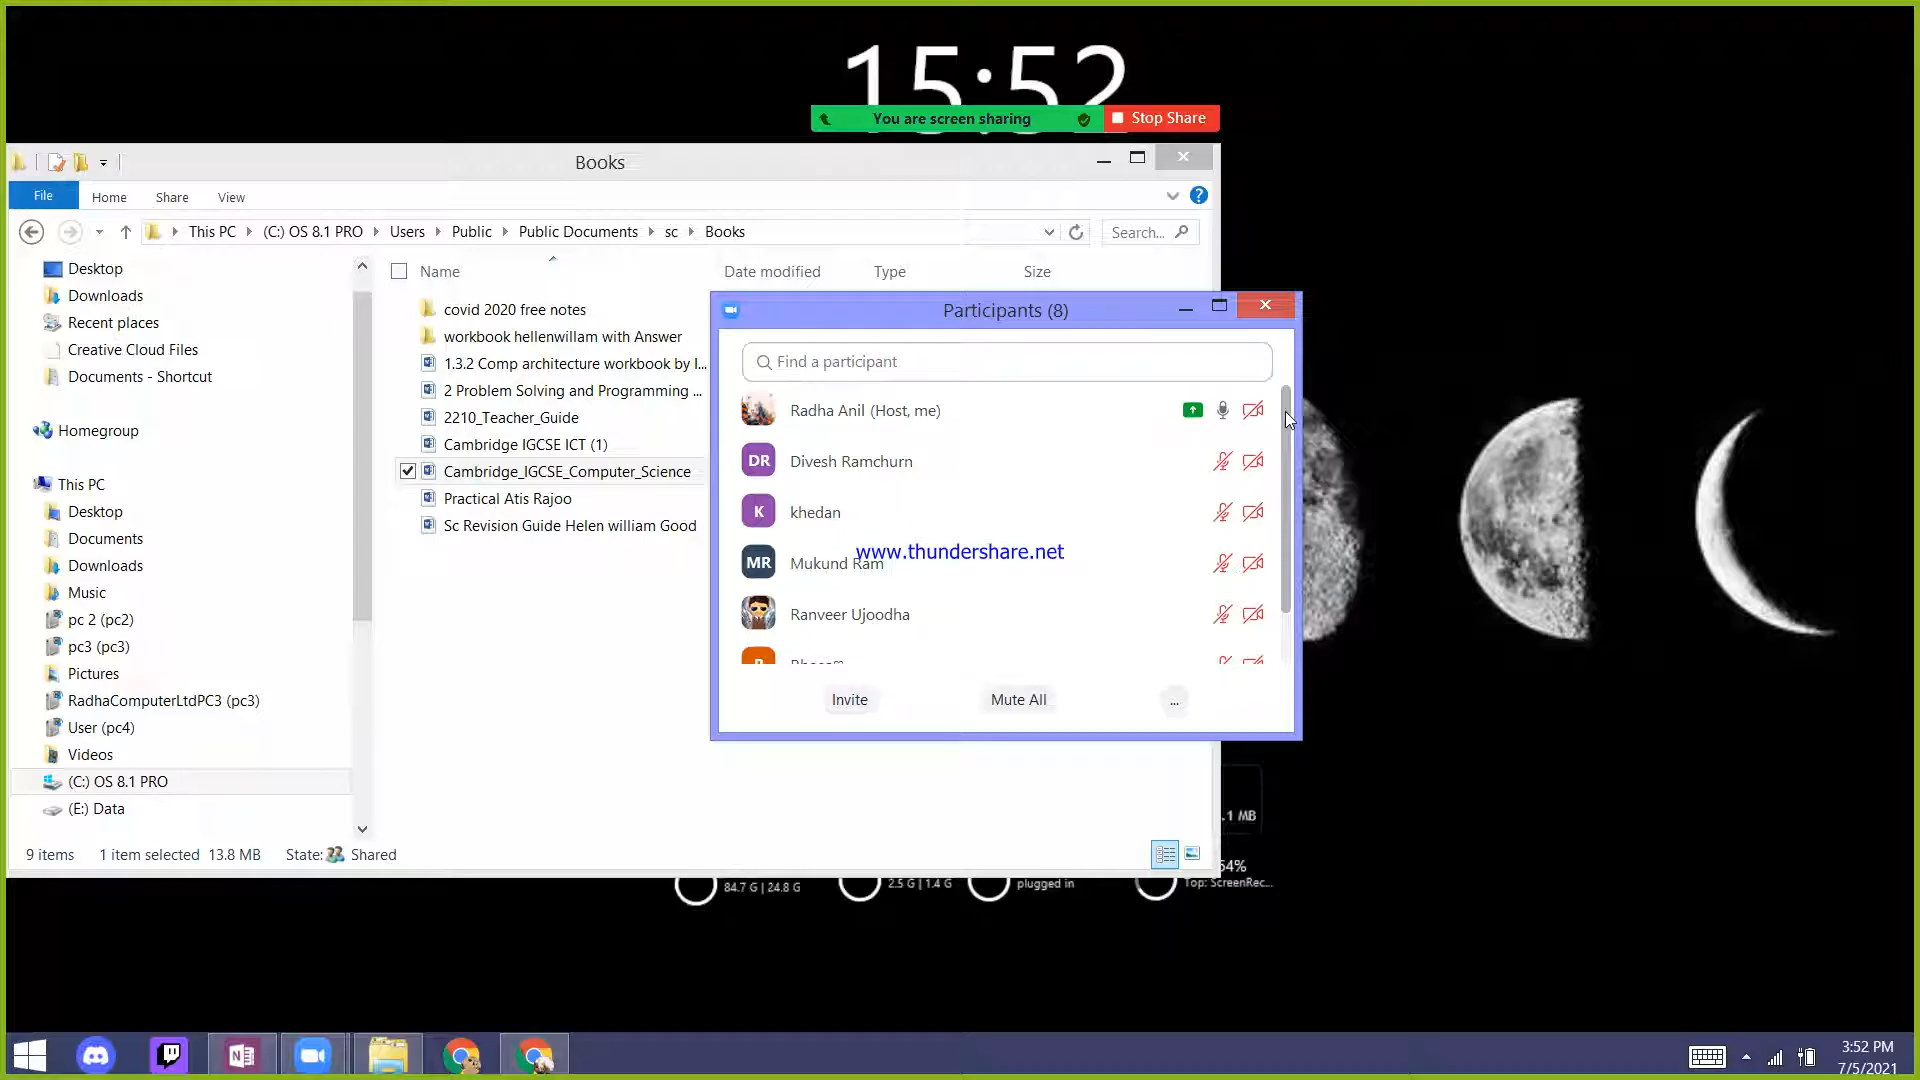 15:52
You are screen sharing
Stop Share
Books
File
Home
Share
View
This PC
(C:) OS 8.1 PRO
Users
Public
Public Documents
sc
Books
Search...
Desktop
Downloads
Recent places
Creative Cloud Files
Documents - Shortcut
Homegroup
This PC
Desktop
Documents
Downloads
Music
pc 2 (pc2)
pc3 (pc3)
Pictures
RadhaComputerLtdPC3 (pc3)
User (pc4)
Videos
(C:) OS 8.1 PRO
(E:) Data
Name
Date modified
Type
Size
covid 2020 free notes
workbook hellenwillam with Answer
1.3.2 Comp architecture workbook by I...
2 Problem Solving and Programming ...
2210_Teacher_Guide
Cambridge IGCSE ICT (1)
Cambridge_IGCSE_Computer_Science
Practical Atis Rajoo
Sc Revision Guide Helen william Good
Participants (8)
Find a participant
Radha Anil (Host, me)
DR
Divesh Ramchurn
K
khedan
www.thundershare.net
MR
Mukund Ram
Ranveer Ujoodha
Invite
Mute All
...
9 items
1 item selected
13.8 MB
State:
Shared
.1 MB
54%
84.7 G | 24.8 G
2.5 G | 1.4 G
plugged in
Top: ScreenRec...
3:52 PM
7/5/2021